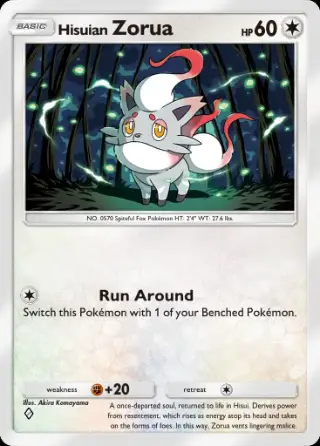 BASIC
Hisuian Zorua HP 60
NO. 0570 Spiteful Fox Pokémon HT: 2'4" WT: 27.6 lbs.
Run Around
Switch this Pokémon with 1 of your Benched Pokémon.
weakness +20 retreat
Illus. Akira Komayama
A once-departed soul, returned to life in Hisui. Derives power
from resentment, which rises as energy atop its head and takes
on the forms of foes. In this way, Zorua vents lingering malice.